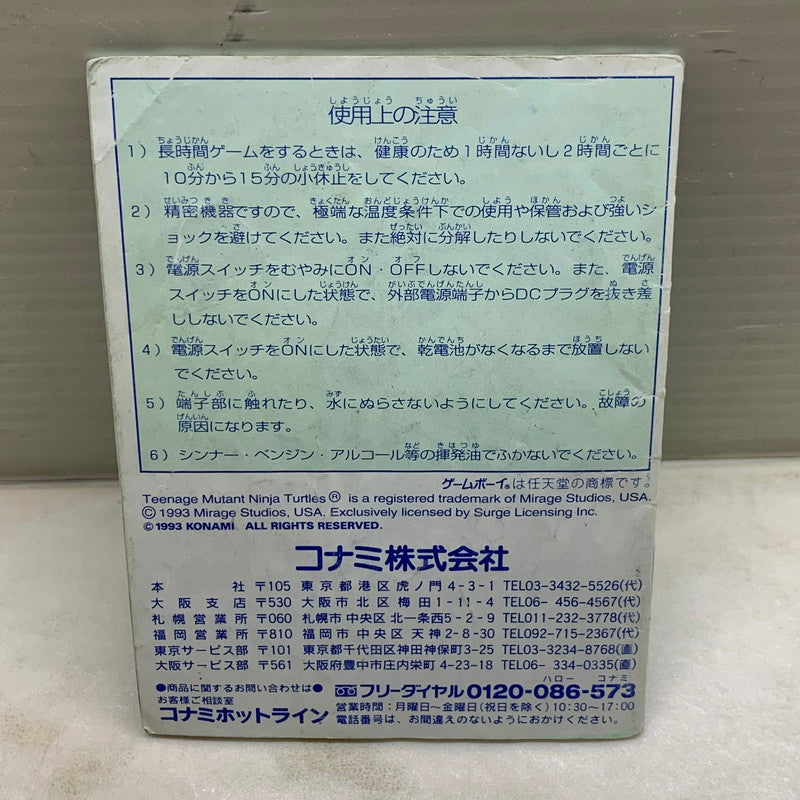 使用上の注意
1）長時間ゲームをするときは、健康のため1時間ないし2時間ごとに
10分から15分の小休止をしてください。
2）精密機器ですので、極端な温度条件下での使用や保管および強いシ
ョックを避けてください。また絶対に分解したりしないでください。
3）電源スイッチをむやみにON・OFFしないでください。また、電源
スイッチをONにした状態で、外部電源端子からDCプラグを抜き差
ししないでください。
4）電源スイッチをONにした状態で、乾電池がなくなるまで放置しない
でください。
5）端子部に触れたり、水にぬらさないようにしてください。故障の
原因になります。
6）シンナー・ベンジン・アルコール等の揮発油でふかないでください。
ゲームボーイ®は任天堂の商標です。
Teenage Mutant Ninja Turtles® is a registered trademark of Mirage Studios, USA.
© 1993 Mirage Studios, USA. Exclusively licensed by Surge Licensing Inc.
© 1993 KONAMI ALL RIGHTS RESERVED.
コナミ株式会社
本社 〒105 東京都港区虎ノ門4-3-1 TEL03-3432-5526(代)
大阪支店 〒530 大阪市北区梅田1-11-4 TEL06-456-4567(代)
札幌営業所 〒060 札幌市中央区北一条西5-2-9 TEL011-232-3778(代)
福岡営業所 〒810 福岡市中央区天神2-8-30 TEL092-715-2367(代)
東京サービス部 〒101 東京都千代田区神田神保町3-25 TEL03-3234-8768(直)
大阪サービス部 〒561 大阪府豊中市庄内栄町4-23-18 TEL06-334-0335(直)
●商品に関するお問い合わせは●
お客様ご相談室
コナミホットライン
ハロー コナミ
フリーダイヤル0120-086-573
営業時間：月曜日〜金曜日(祝日を除く)10:30〜17:00
電話番号は、お間違えのないようにおかけください。